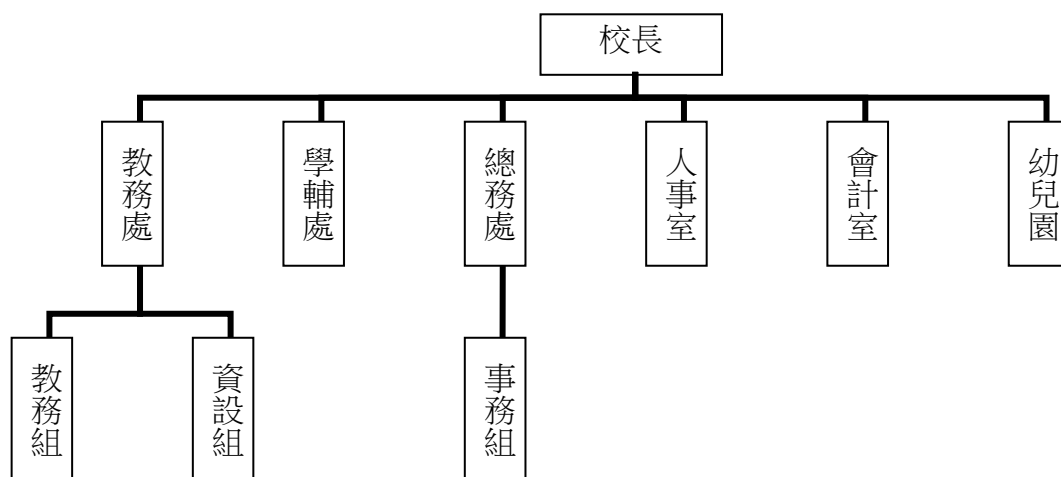 校長
教務處
學輔處
總務處
人事室
會計室
幼兒園
教務組
資設組
事務組